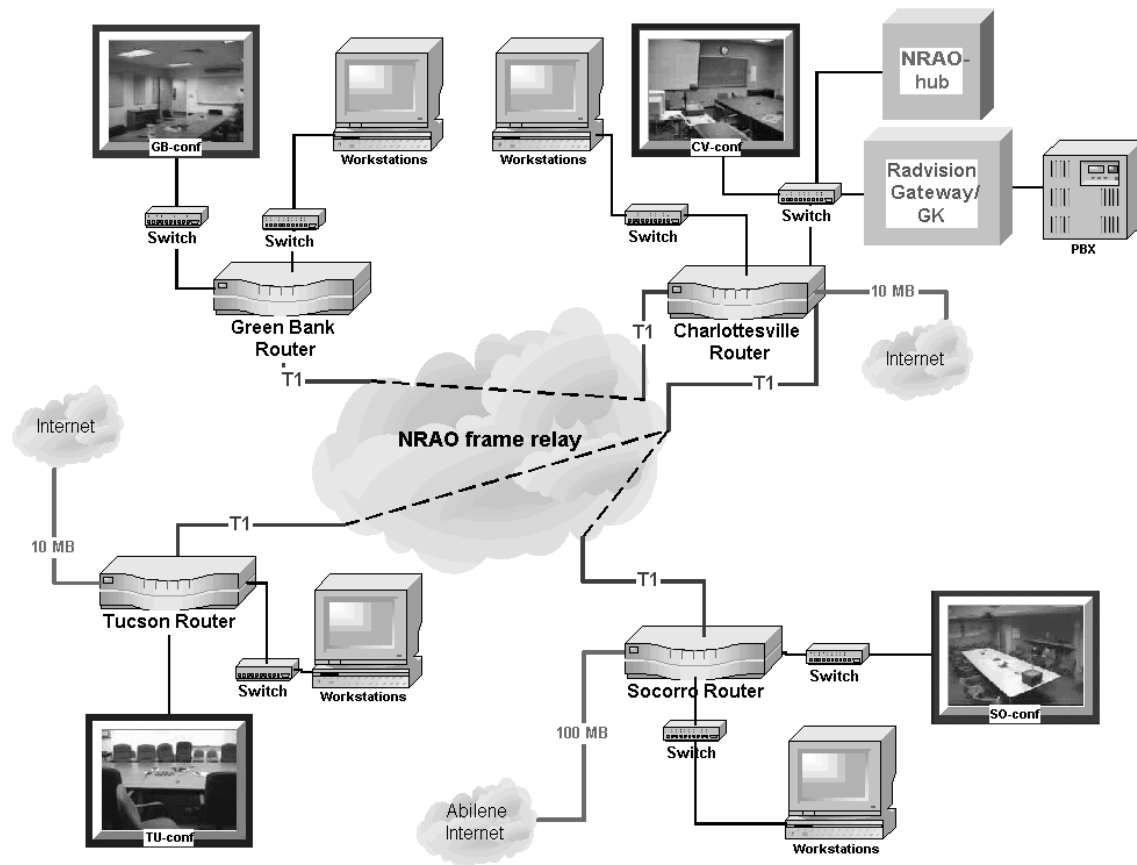 GB-conf
Workstations
Workstations
CV-conf
NRAO-
hub
Radvision
Gateway/
GK
PBX
Switch
Switch
Switch
Switch
Green Bank
Router
T1
T1
Charlottesville
Router
T1
10 MB
Internet
Internet
NRAO frame relay
10 MB
T1
Tucson Router
Switch
Workstations
TU-conf
T1
Socorro Router
Switch
SO-conf
100 MB
Switch
Abilene
Internet
Workstations